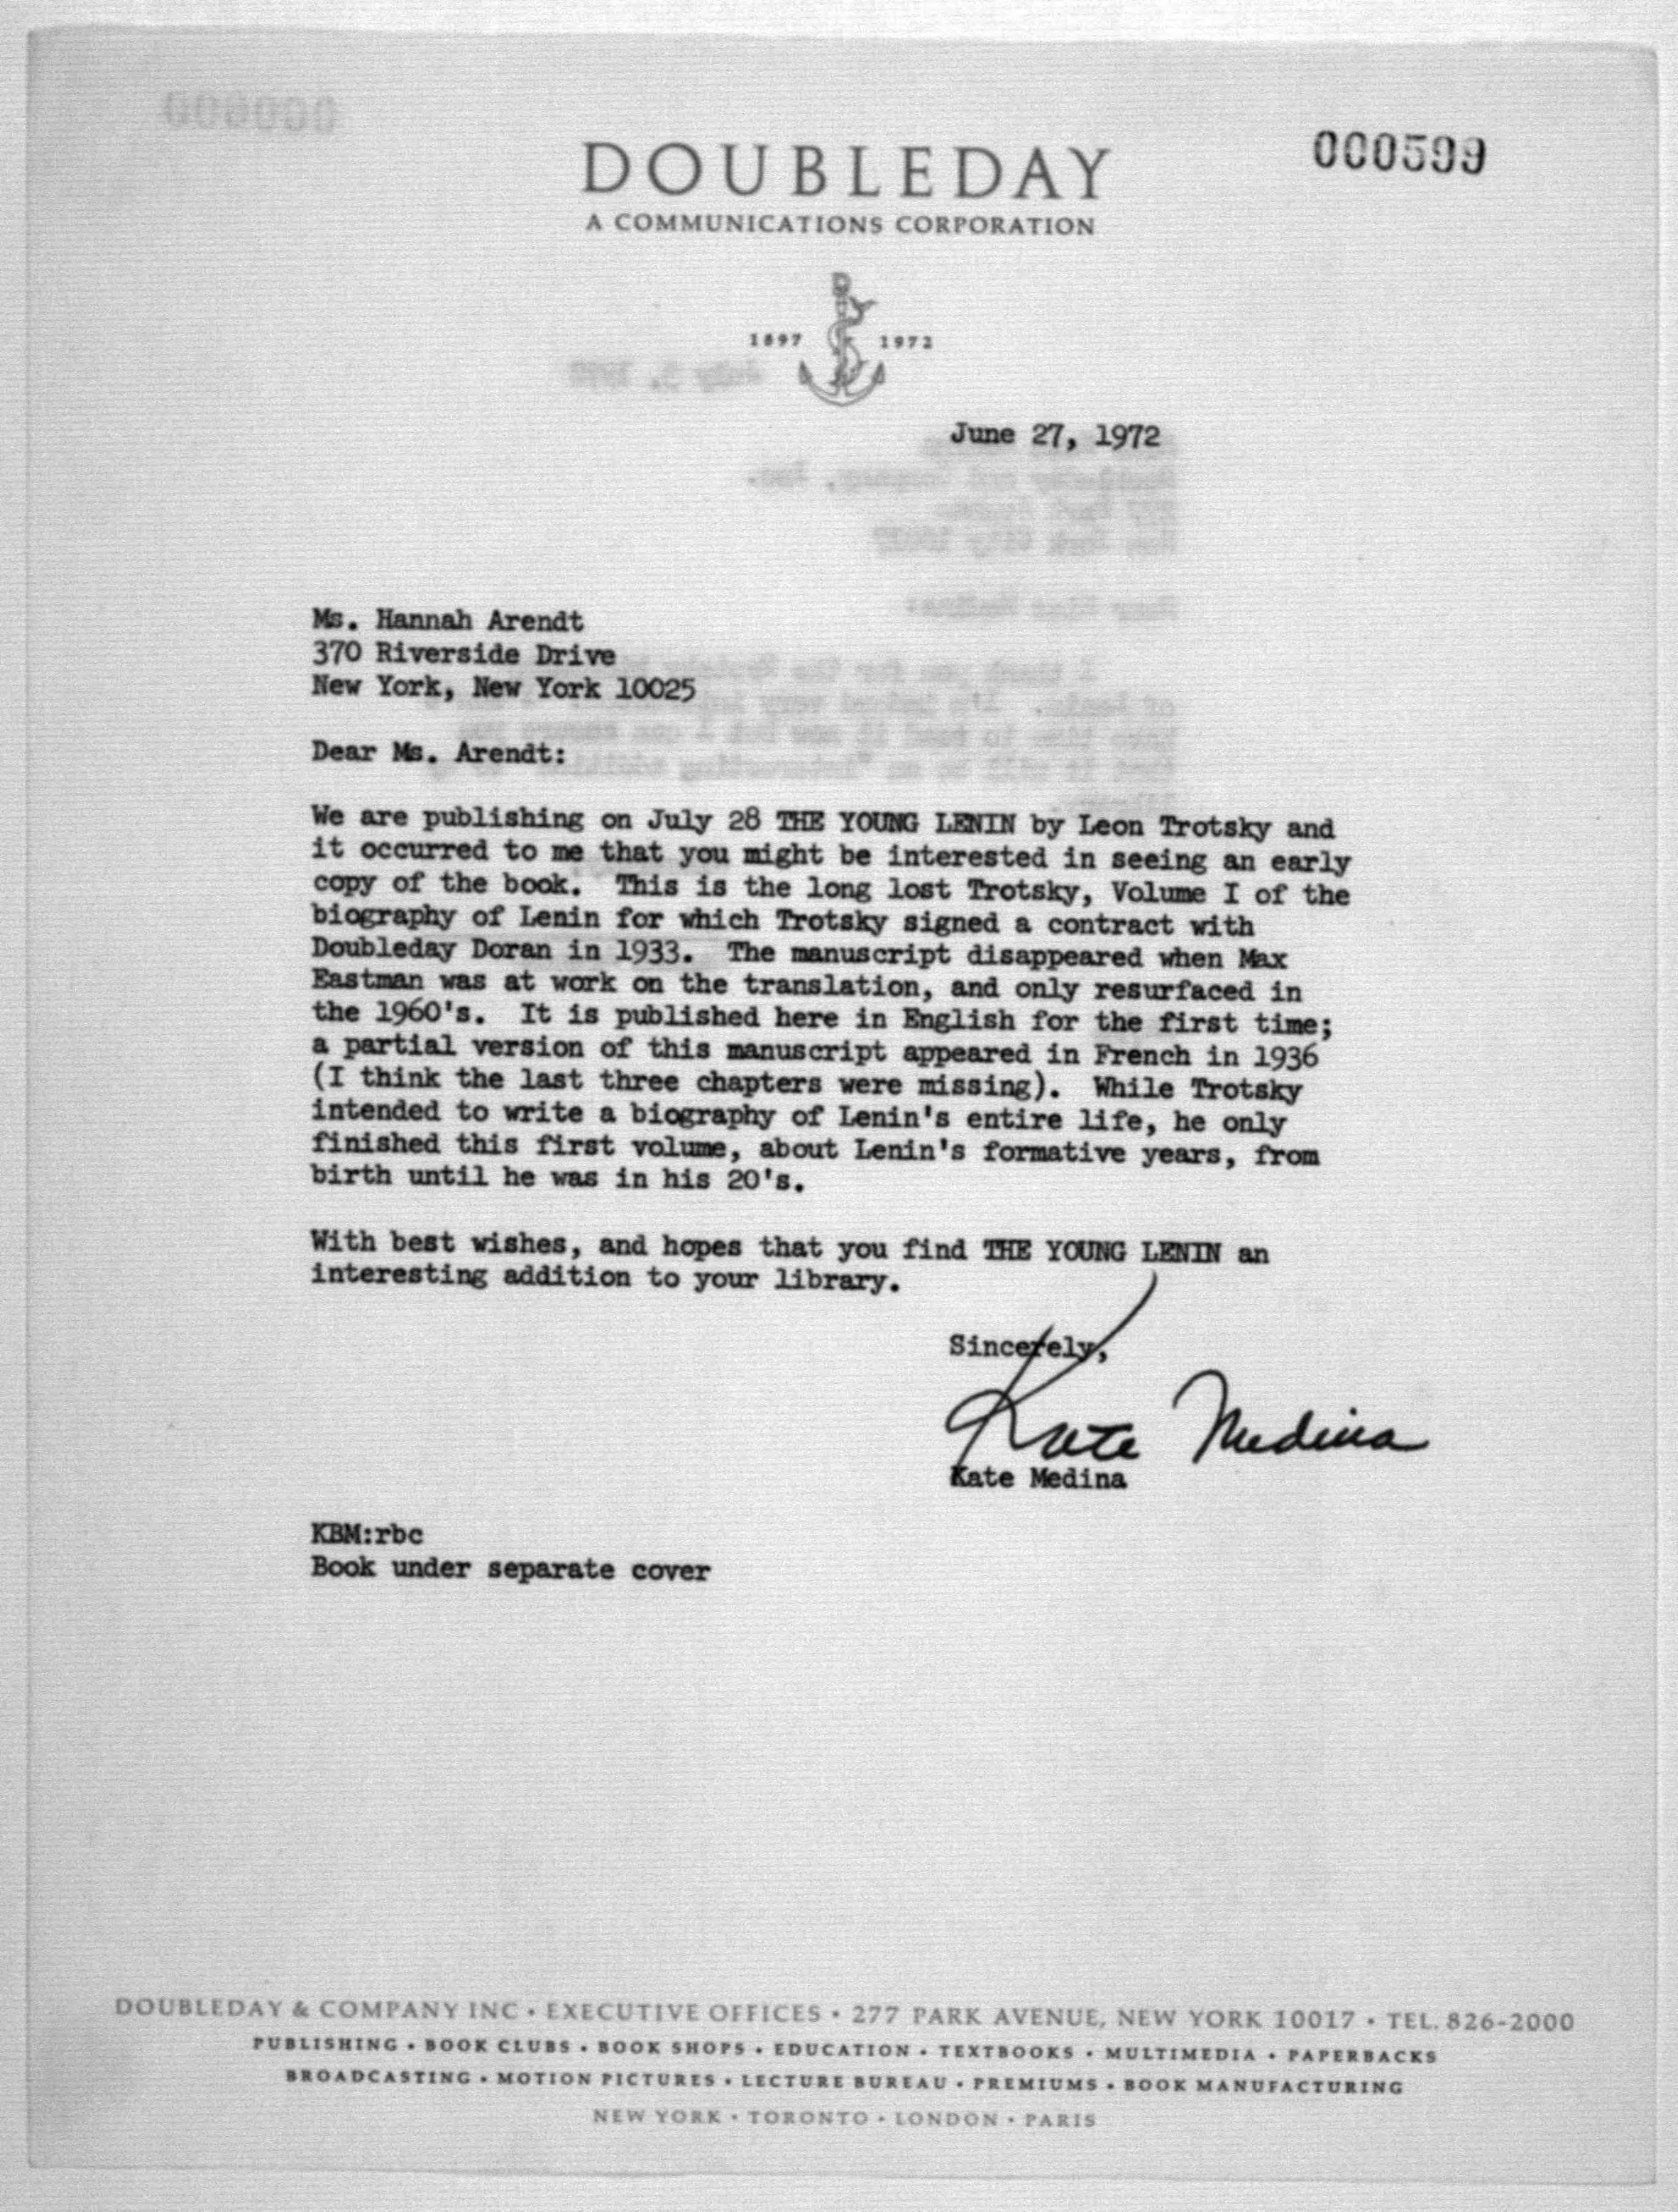 000599
DOUBLEDAY
A COMMUNICATIONS CORPORATION
1897 1972
June 27, 1972
Ms. Hannah Arendt
370 Riverside Drive
New York, New York 10025
Dear Ms. Arendt:
We are publishing on July 28 THE YOUNG LENIN by Leon Trotsky and
it occurred to me that you might be interested in seeing an early
copy of the book. This is the long lost Trotsky, Volume I of the
biography of Lenin for which Trotsky signed a contract with
Doubleday Doran in 1933. The manuscript disappeared when Max
Eastman was at work on the translation, and only resurfaced in
the 1960's. It is published here in English for the first time;
a partial version of this manuscript appeared in French in 1936
(I think the last three chapters were missing). While Trotsky
intended to write a biography of Lenin's entire life, he only
finished this first volume, about Lenin's formative years, from
birth until he was in his 20's.
With best wishes, and hopes that you find THE YOUNG LENIN an
interesting addition to your library.
Sincerely,
Kate Medina
Kate Medina
KBM:rbc
Book under separate cover
DOUBLEDAY & COMPANY INC • EXECUTIVE OFFICES • 277 PARK AVENUE, NEW YORK 10017 • TEL. 826-2000
PUBLISHING • BOOK CLUBS • BOOK SHOPS • EDUCATION • TEXTBOOKS • MULTIMEDIA • PAPERBACKS
BROADCASTING • MOTION PICTURES • LECTURE BUREAU • PREMIUMS • BOOK MANUFACTURING
NEW YORK • TORONTO • LONDON • PARIS